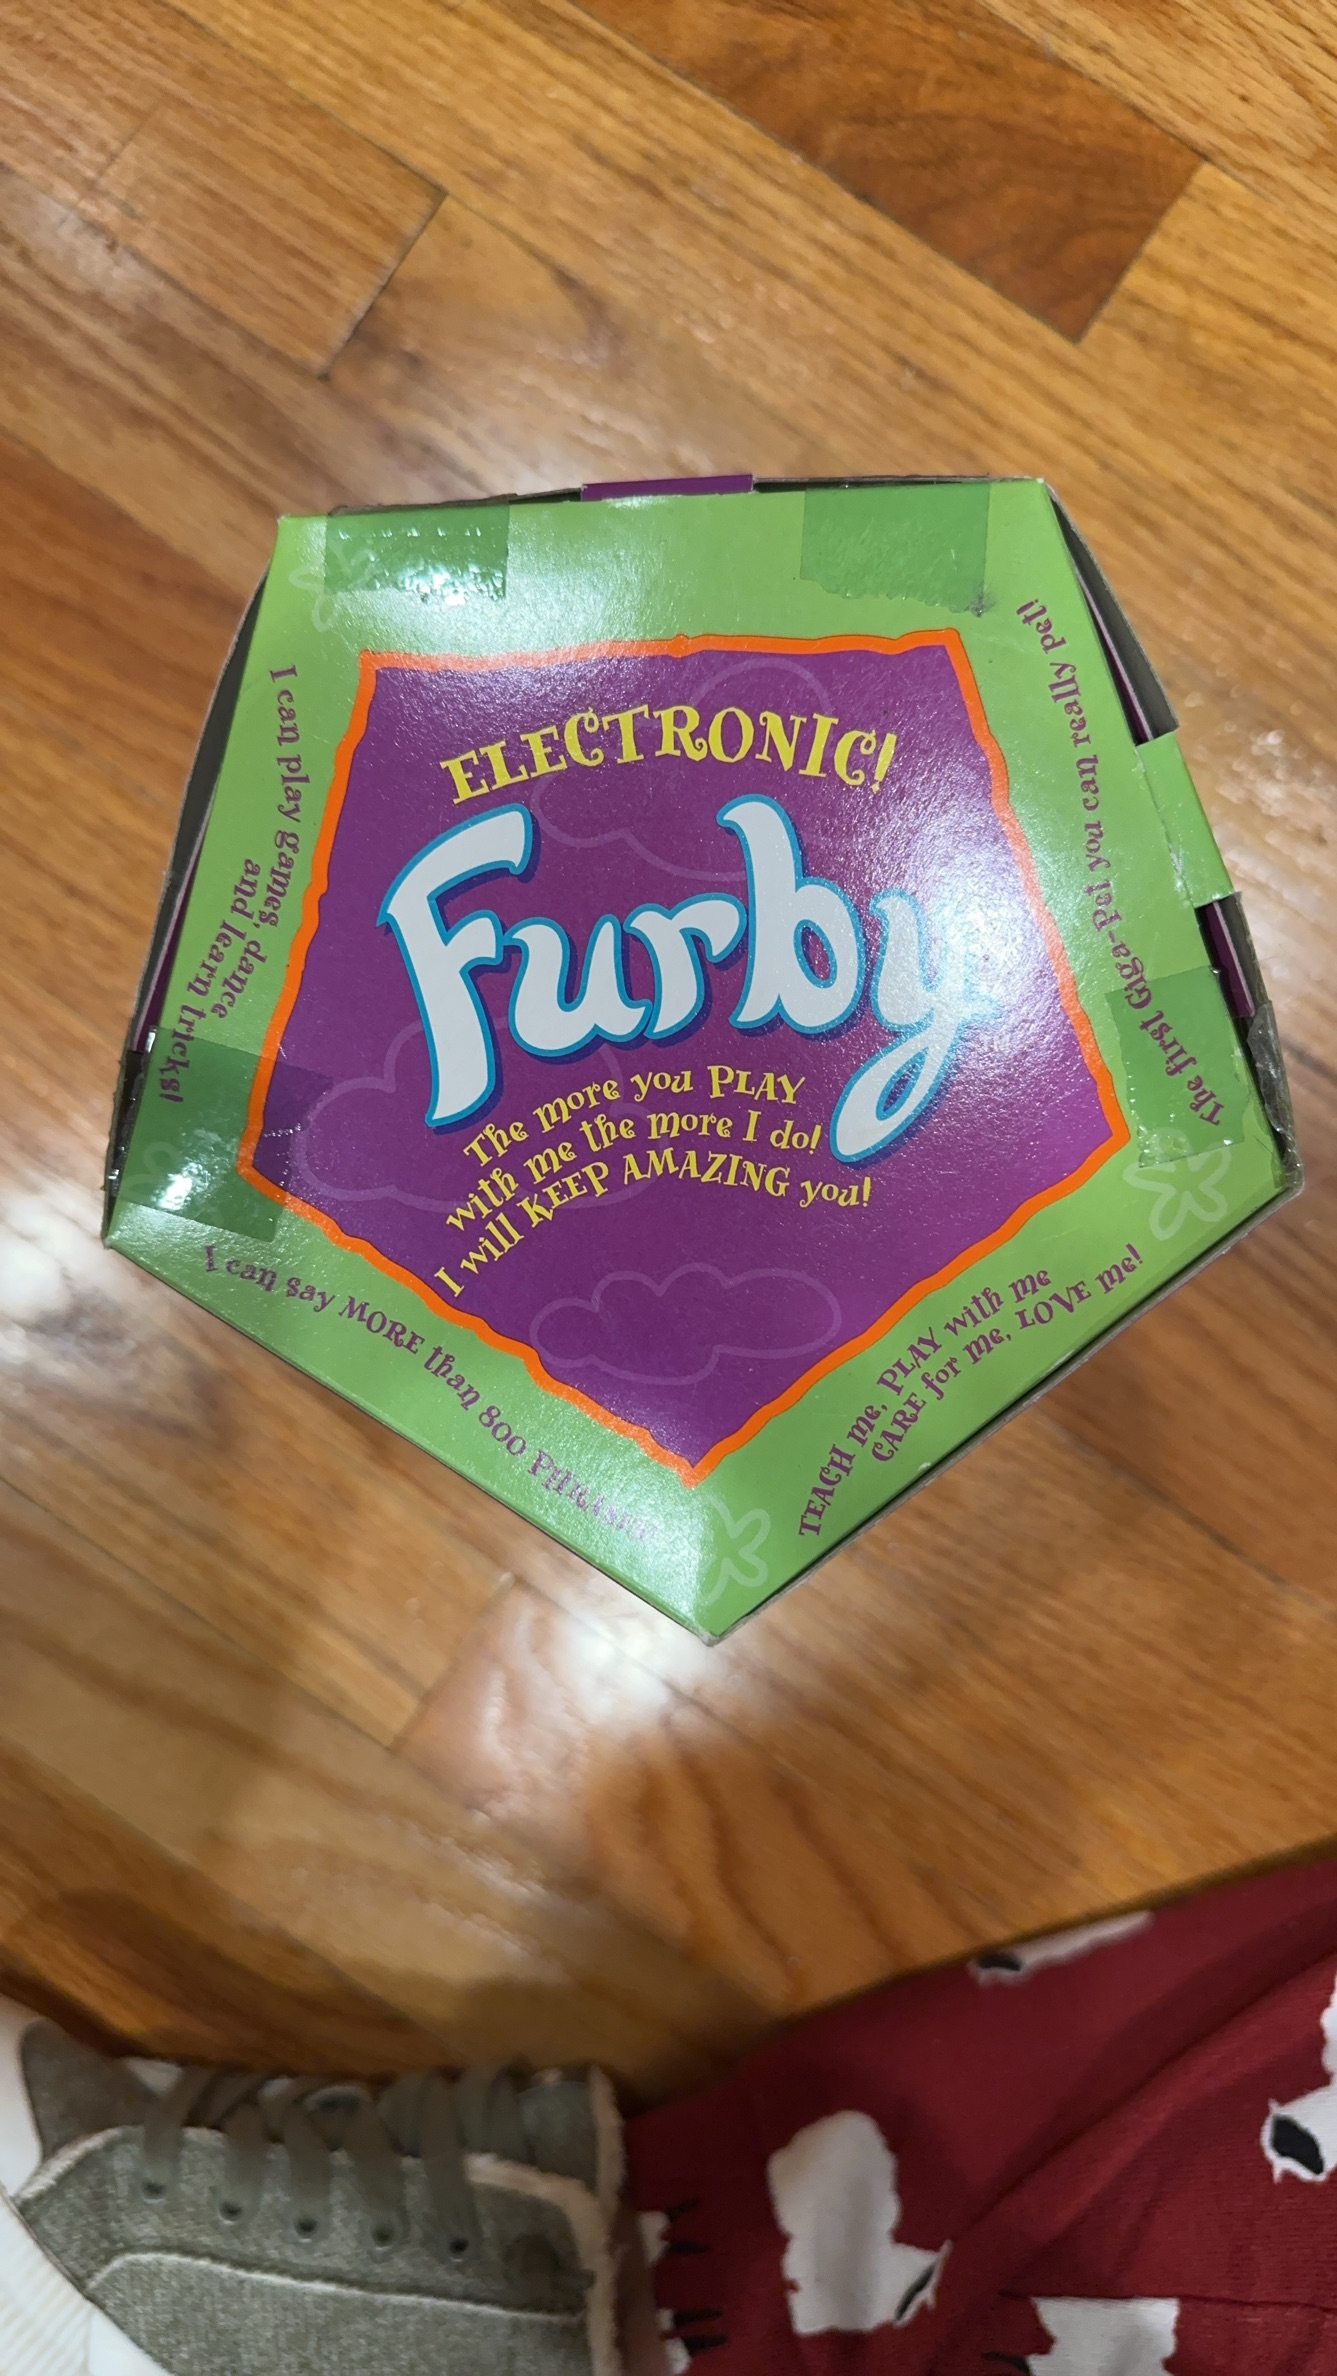 ELECTRONIC!
Furby
TM
The more you PLAY
with me the more I do!
I will KEEP AMAZING you!
I can play games, dance
and learn tricks!
The first Giga-Pet you can really pet!
I can say MORE than 800 PHRASES!
TEACH me, PLAY with me
CARE for me, LOVE me!